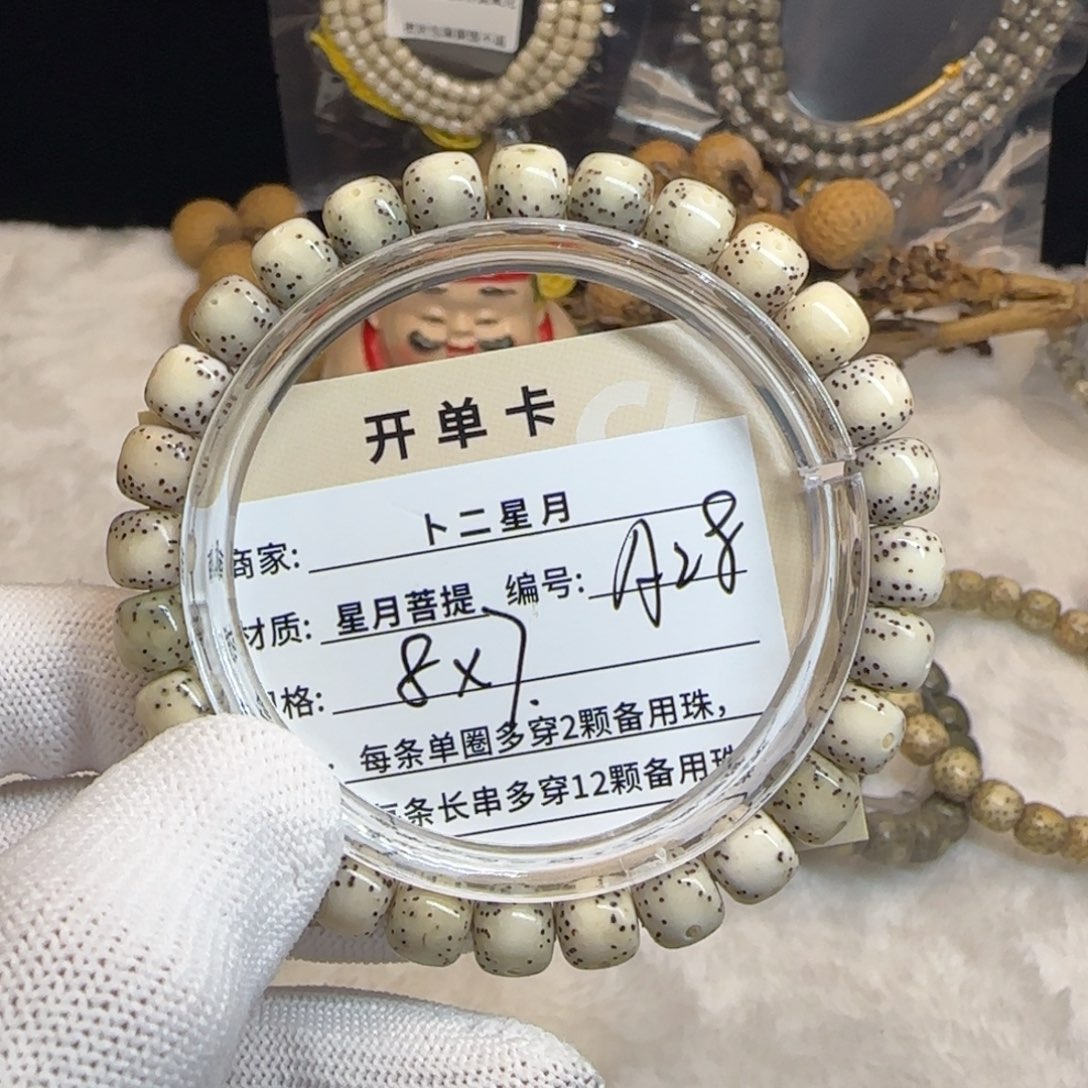 开单卡
商家: 卜二星月
材质: 星月菩提 编号: A28
格: 8x7.
每条单圈多穿2颗备用珠,
条长串多穿12颗备用珠